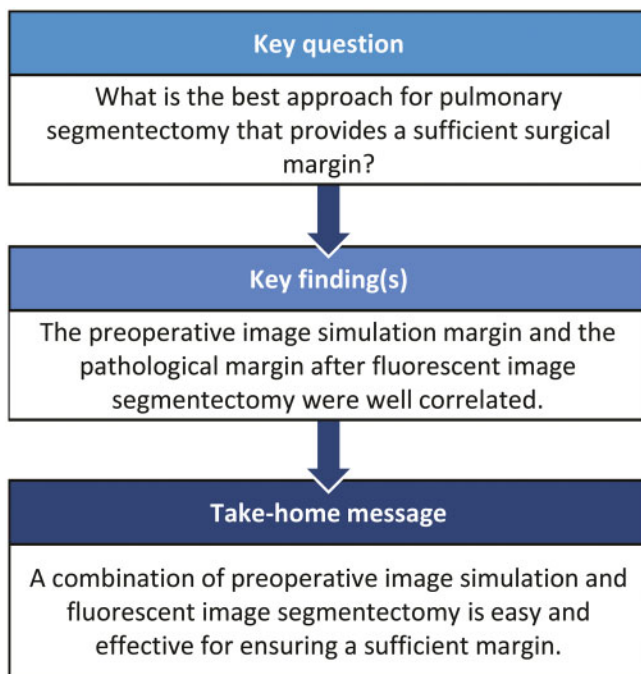 Key question
What is the best approach for pulmonary
segmentectomy that provides a sufficient surgical
margin?
Key finding(s)
The preoperative image simulation margin and the
pathological margin after fluorescent image
segmentectomy were well correlated.
Take-home message
A combination of preoperative image simulation and
fluorescent image segmentectomy is easy and
effective for ensuring a sufficient margin.